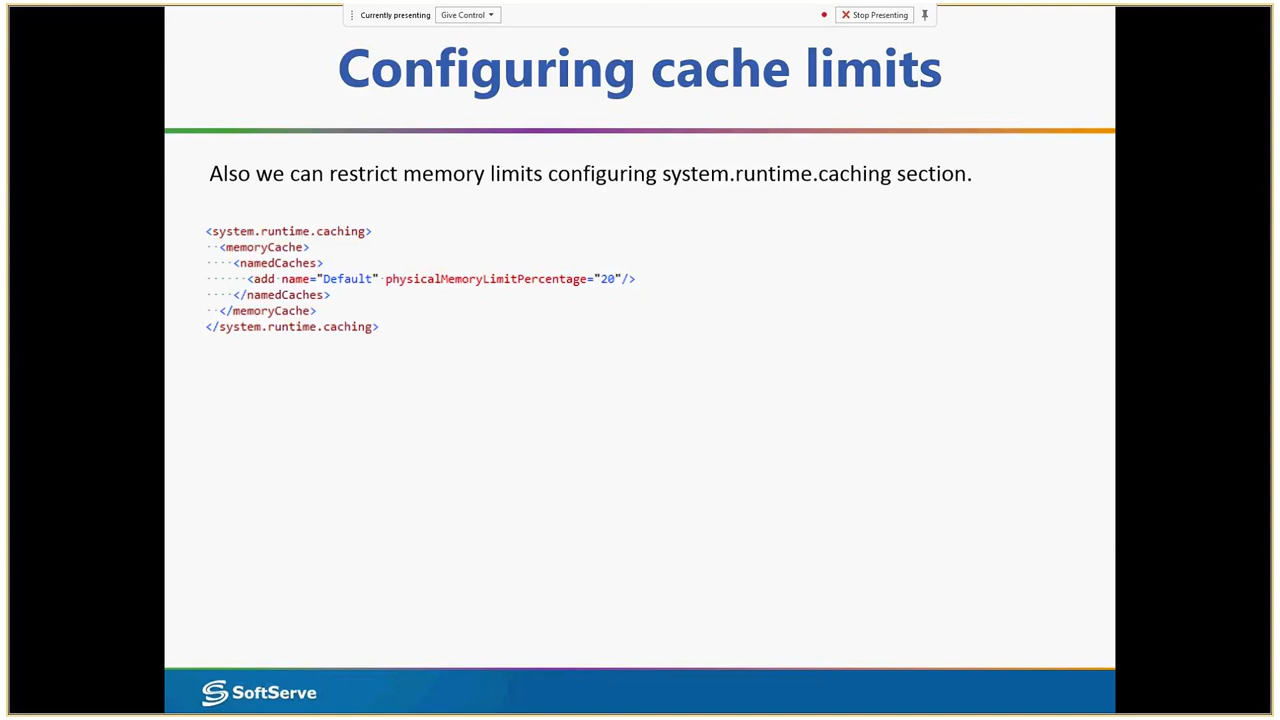 Currently presenting Give Control Stop Presenting
Configuring cache limits
Also we can restrict memory limits configuring system.runtime.caching section.
<system.runtime.caching>
<memoryCache>
<namedCaches>
<add name="Default" physicalMemoryLimitPercentage="20"/>
</namedCaches>
</memoryCache>
</system.runtime.caching>
SoftServe